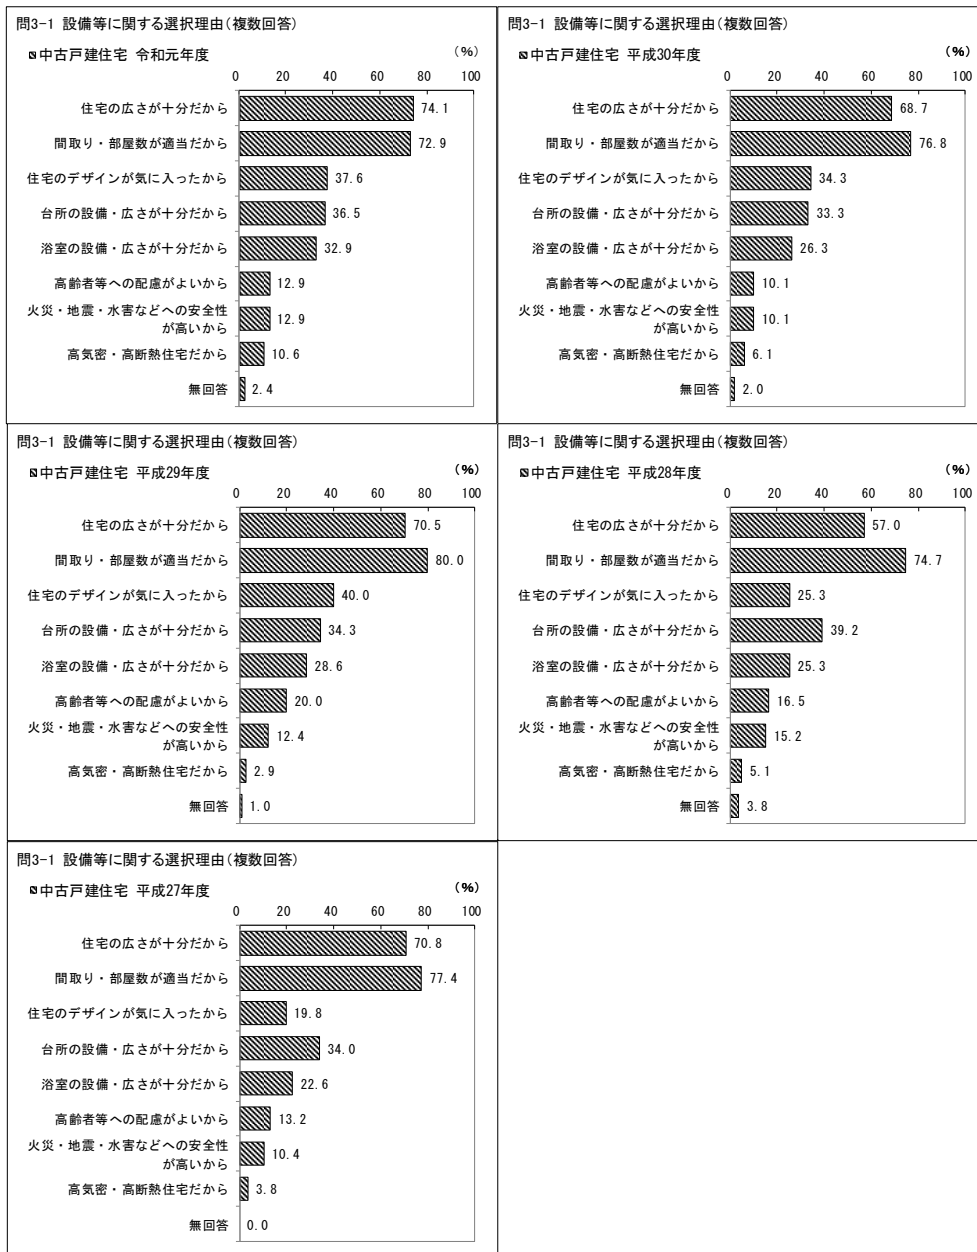 問3-1 設備等に関する選択理由(複数回答)
中古戸建住宅 令和元年度
(%)
0 20 40 60 80 100
住宅の広さが十分だから 74.1
間取り・部屋数が適当だから 72.9
住宅のデザインが気に入ったから 37.6
台所の設備・広さが十分だから 36.5
浴室の設備・広さが十分だから 32.9
高齢者等への配慮がよいから 12.9
火災・地震・水害などへの安全性
が高いから 12.9
高気密・高断熱住宅だから 10.6
無回答 2.4
問3-1 設備等に関する選択理由(複数回答)
中古戸建住宅 平成30年度
(%)
0 20 40 60 80 100
住宅の広さが十分だから 68.7
間取り・部屋数が適当だから 76.8
住宅のデザインが気に入ったから 34.3
台所の設備・広さが十分だから 33.3
浴室の設備・広さが十分だから 26.3
高齢者等への配慮がよいから 10.1
火災・地震・水害などへの安全性
が高いから 10.1
高気密・高断熱住宅だから 6.1
無回答 2.0
問3-1 設備等に関する選択理由(複数回答)
中古戸建住宅 平成29年度
(%)
0 20 40 60 80 100
住宅の広さが十分だから 70.5
間取り・部屋数が適当だから 80.0
住宅のデザインが気に入ったから 40.0
台所の設備・広さが十分だから 34.3
浴室の設備・広さが十分だから 28.6
高齢者等への配慮がよいから 20.0
火災・地震・水害などへの安全性
が高いから 12.4
高気密・高断熱住宅だから 2.9
無回答 1.0
問3-1 設備等に関する選択理由(複数回答)
中古戸建住宅 平成28年度
(%)
0 20 40 60 80 100
住宅の広さが十分だから 57.0
間取り・部屋数が適当だから 74.7
住宅のデザインが気に入ったから 25.3
台所の設備・広さが十分だから 39.2
浴室の設備・広さが十分だから 25.3
高齢者等への配慮がよいから 16.5
火災・地震・水害などへの安全性
が高いから 15.2
高気密・高断熱住宅だから 5.1
無回答 3.8
問3-1 設備等に関する選択理由(複数回答)
中古戸建住宅 平成27年度
(%)
0 20 40 60 80 100
住宅の広さが十分だから 70.8
間取り・部屋数が適当だから 77.4
住宅のデザインが気に入ったから 19.8
台所の設備・広さが十分だから 34.0
浴室の設備・広さが十分だから 22.6
高齢者等への配慮がよいから 13.2
火災・地震・水害などへの安全性
が高いから 10.4
高気密・高断熱住宅だから 3.8
無回答 0.0